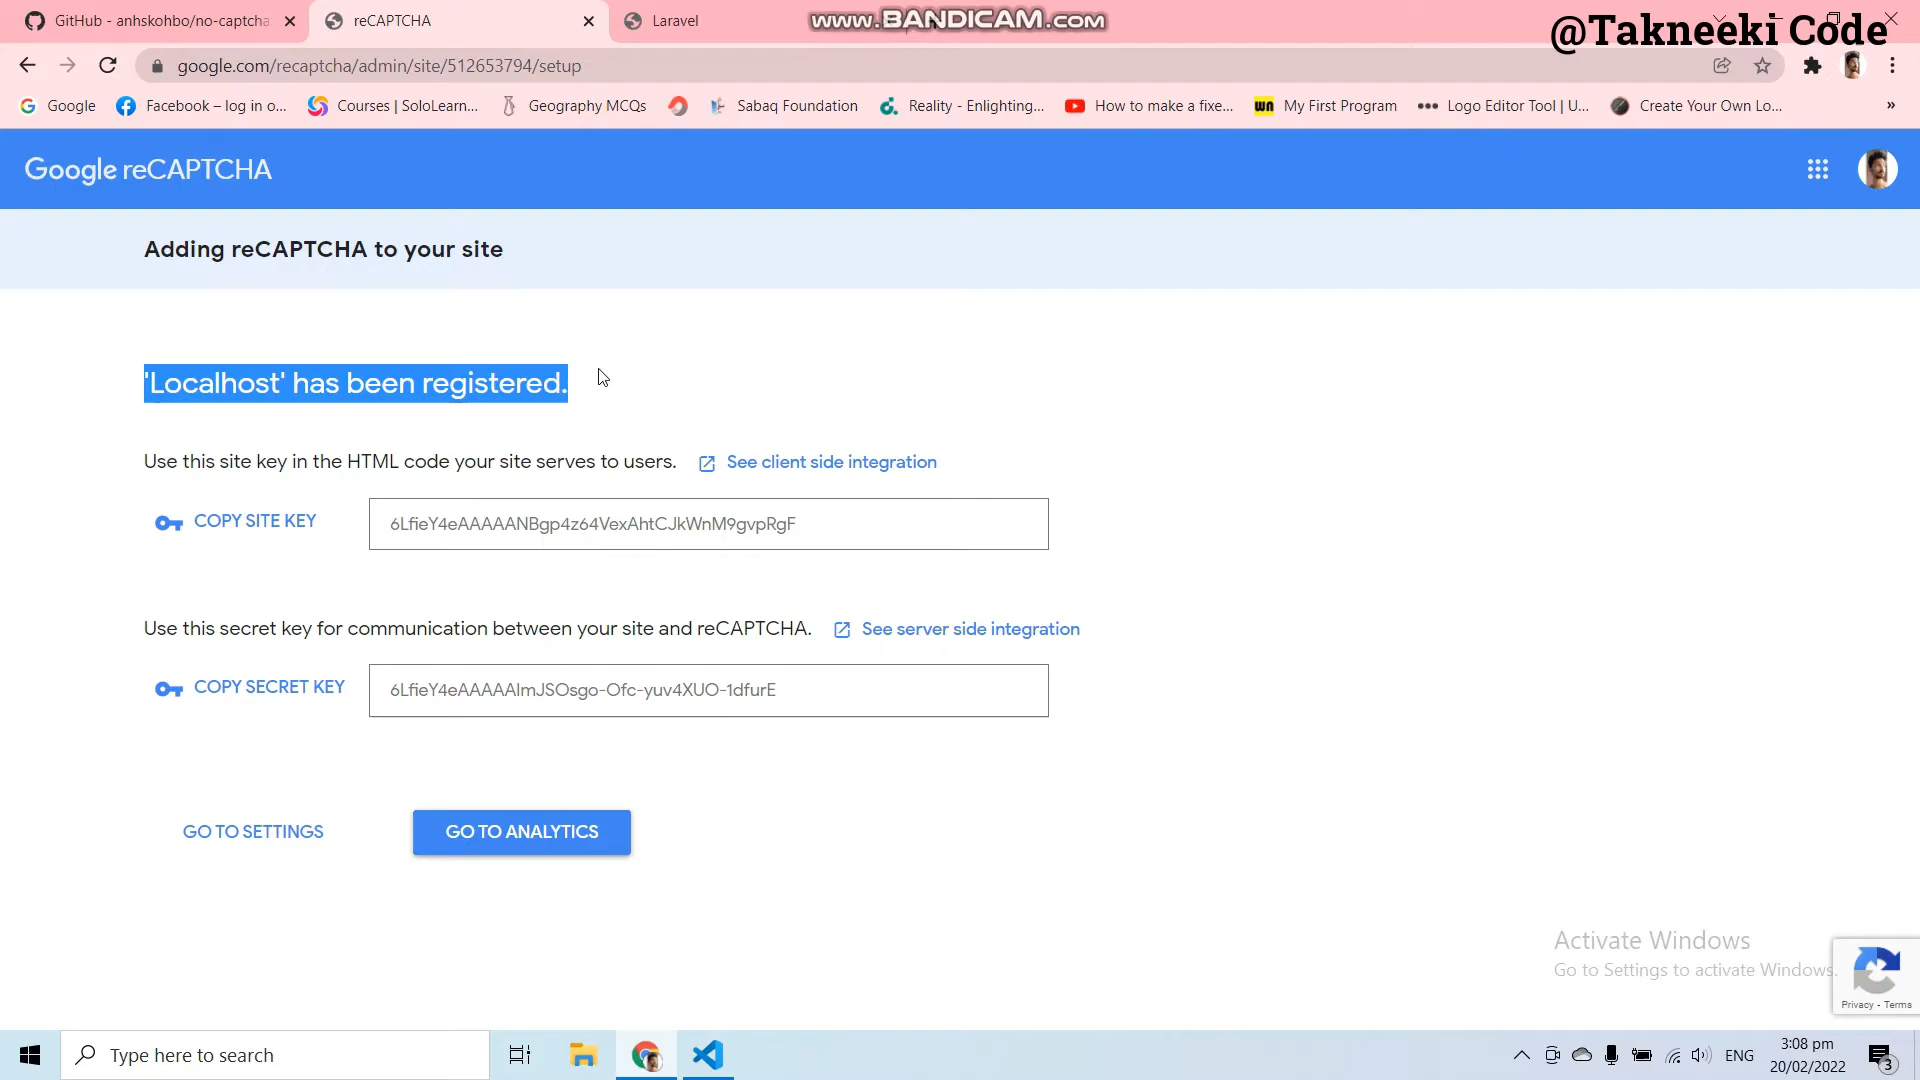 GitHub - anhskohbo/no-captcha
reCAPTCHA
Laravel
www.BANDICAM.com
@Takneeki Code
google.com/recaptcha/admin/site/512653794/setup
Google
Facebook – log in o...
Courses | SoloLearn...
Geography MCQs
Sabaq Foundation
Reality - Enlighting...
How to make a fixe...
wn
My First Program
Logo Editor Tool | U...
Create Your Own Lo...
»
Google reCAPTCHA
Adding reCAPTCHA to your site
'Localhost' has been registered.
Use this site key in the HTML code your site serves to users.
See client side integration
COPY SITE KEY
6LfieY4eAAAAANBgp4z64VexAhtCJkWnM9gvpRgF
Use this secret key for communication between your site and reCAPTCHA.
See server side integration
COPY SECRET KEY
6LfieY4eAAAAAImJSOsgo-Ofc-yuv4XUO-1dfurE
GO TO SETTINGS
GO TO ANALYTICS
Activate Windows
Go to Settings to activate Windows.
Privacy - Terms
Type here to search
ENG
3:08 pm
20/02/2022
3